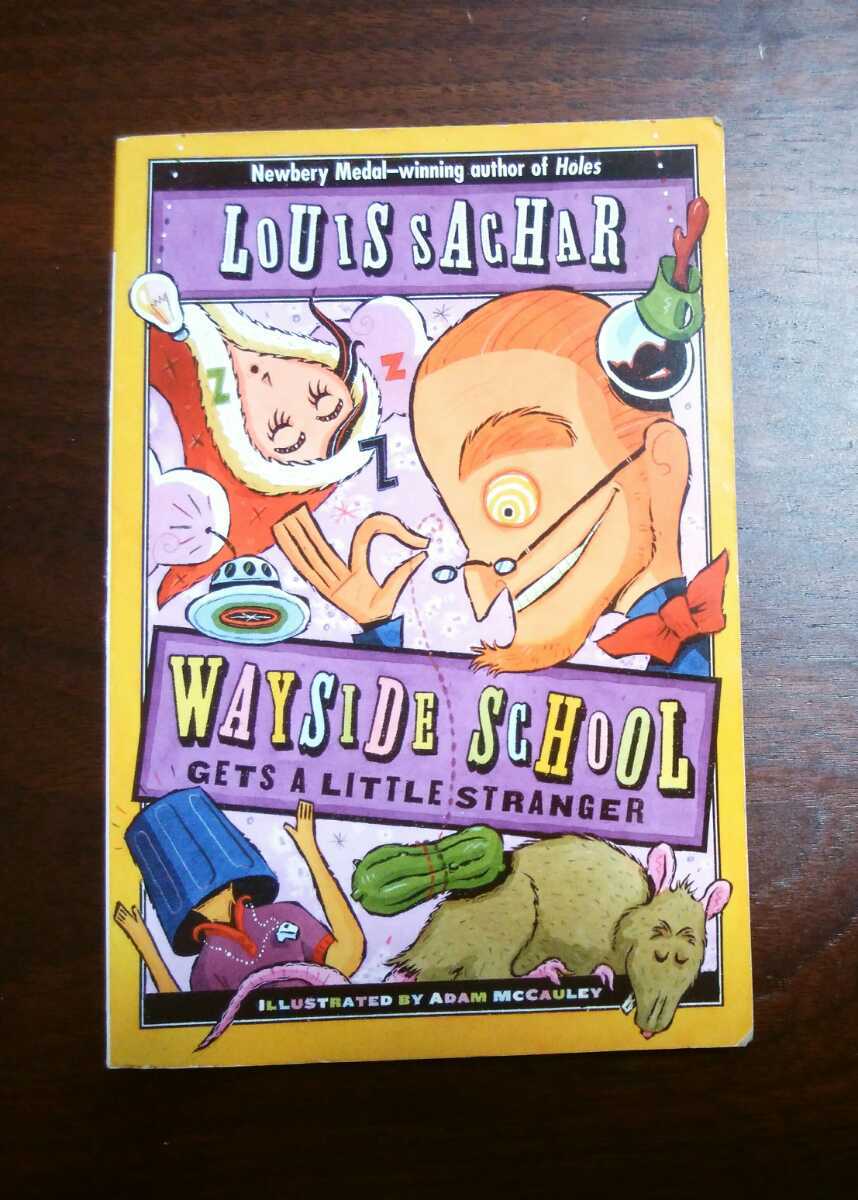 Newbery Medal–winning author of Holes
LOUIS SACHAR
Z
Z
Z
WAYSIDE SCHOOL
GETS A LITTLE STRANGER
ILLUSTRATED BY ADAM MCCAULEY